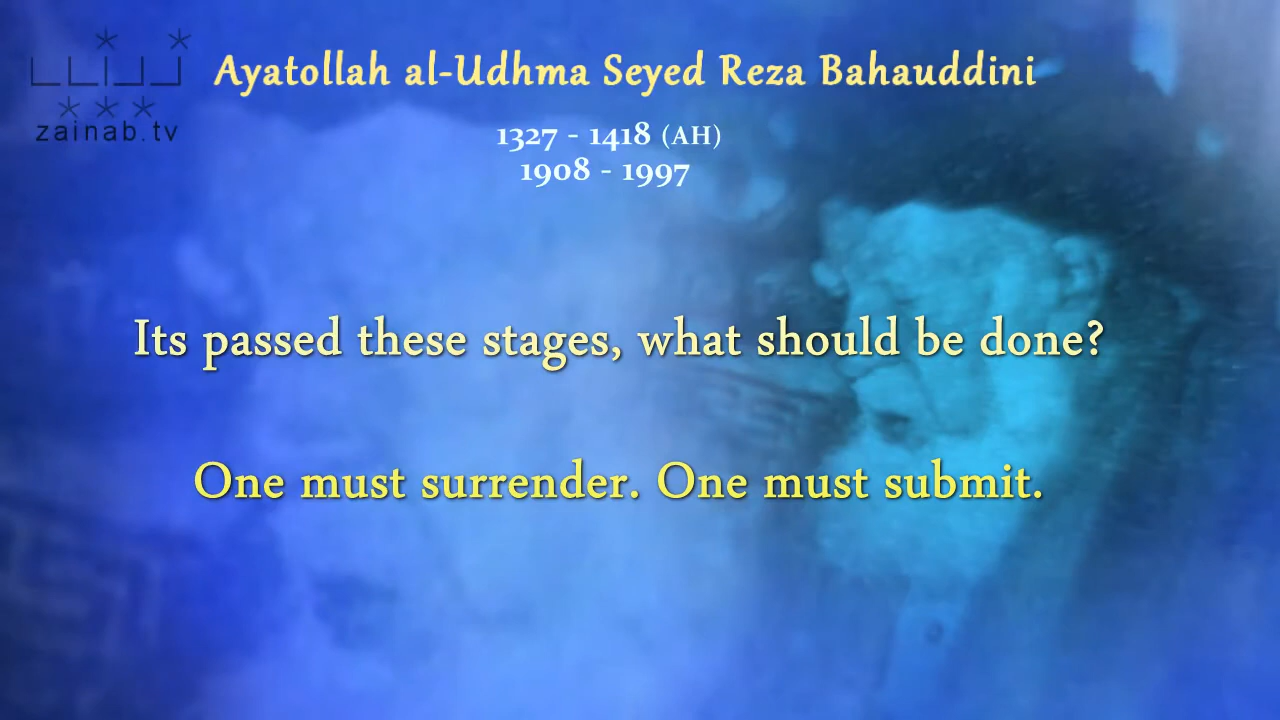 Ayatollah al-Udhma Seyed Reza Bahauddini
zainab.tv
1327 - 1418 (AH)
1908 - 1997
Its passed these stages, what should be done?
One must surrender. One must submit.